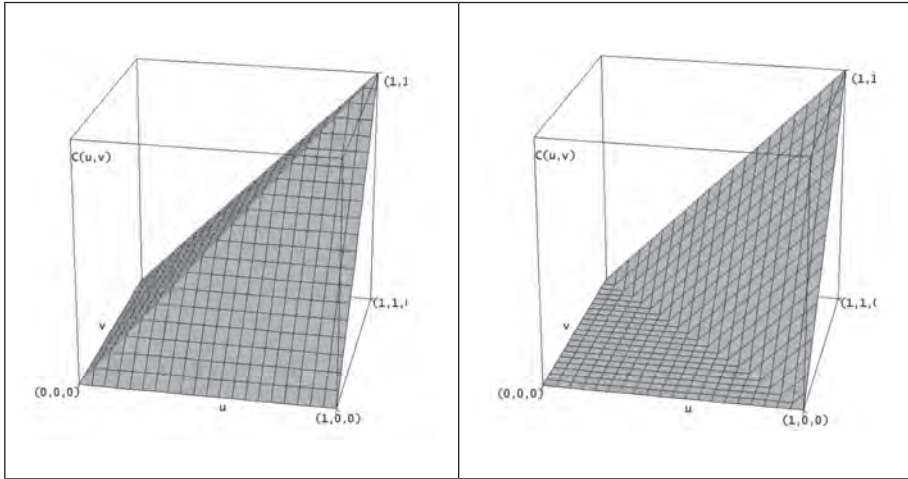 (1,1
C(u,v)
(1,1,(
v
(0,0,0)
u
(1,0,0)
(1,1
C(u,v)
(1,1,(
v
(0,0,0)
u
(1,0,0)